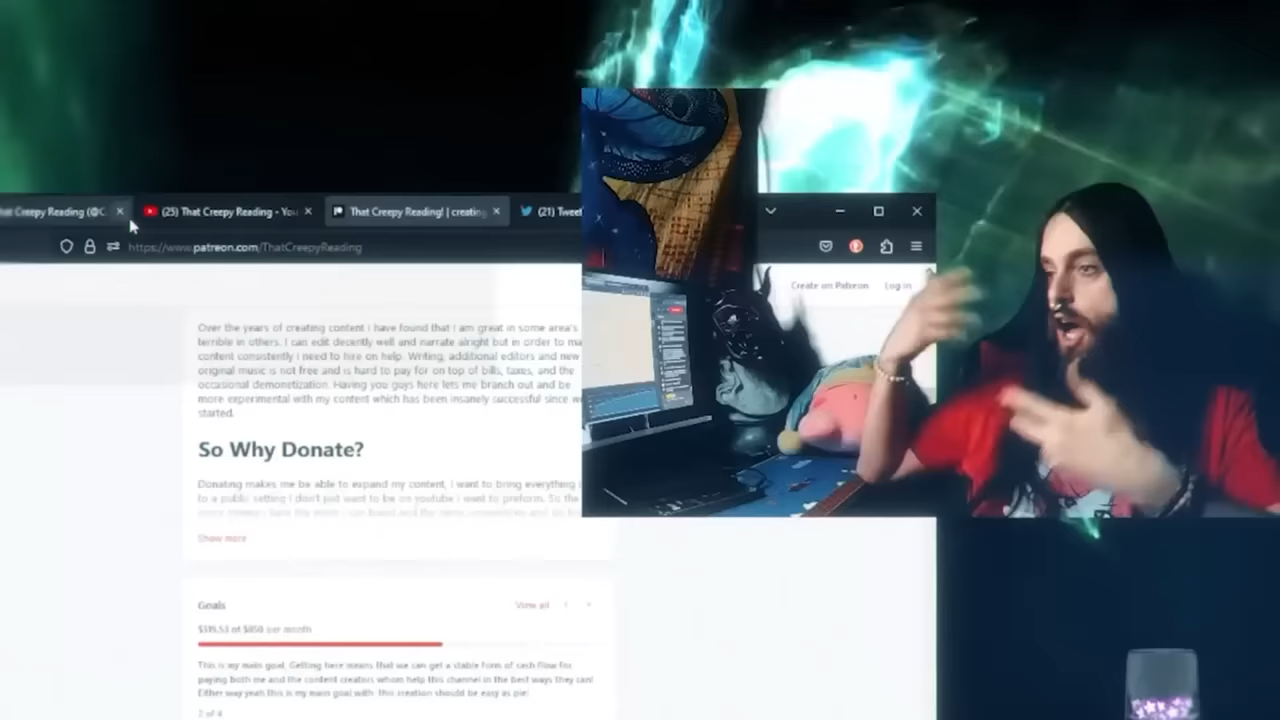 hat Creepy Reading (@C
(25) That Creepy Reading - You
That Creepy Reading! | creating
(21) Tweet
https://www.patreon.com/ThatCreepyReading
Create on Patreon Log in
Over the years of creating content i have found that i am great in some area's
terrible in others. I can edit decently well and narrate alright but in order to ma
content consistently i need to hire on help. Writing, additional editors and new
original music is not free and is hard to pay for on top of bills, taxes, and the
occasional demonetization. Having you guys here lets me branch out and be
more experimental with my content which has been insanely successful since we
started.
So Why Donate?
Donating makes me be able to expand my content, I want to bring everything i
to a public setting I don't just want to be on youtube i want to preform. So the
Show more
Goals
View all
of $850 per month
This is my main goal. Getting here means that we can get a stable form of cash flow for
paying both me and the content creators whom help this channel in the best ways they can!
Either way yeah this is my main goal with this creation should be easy as pie!
2 of 4